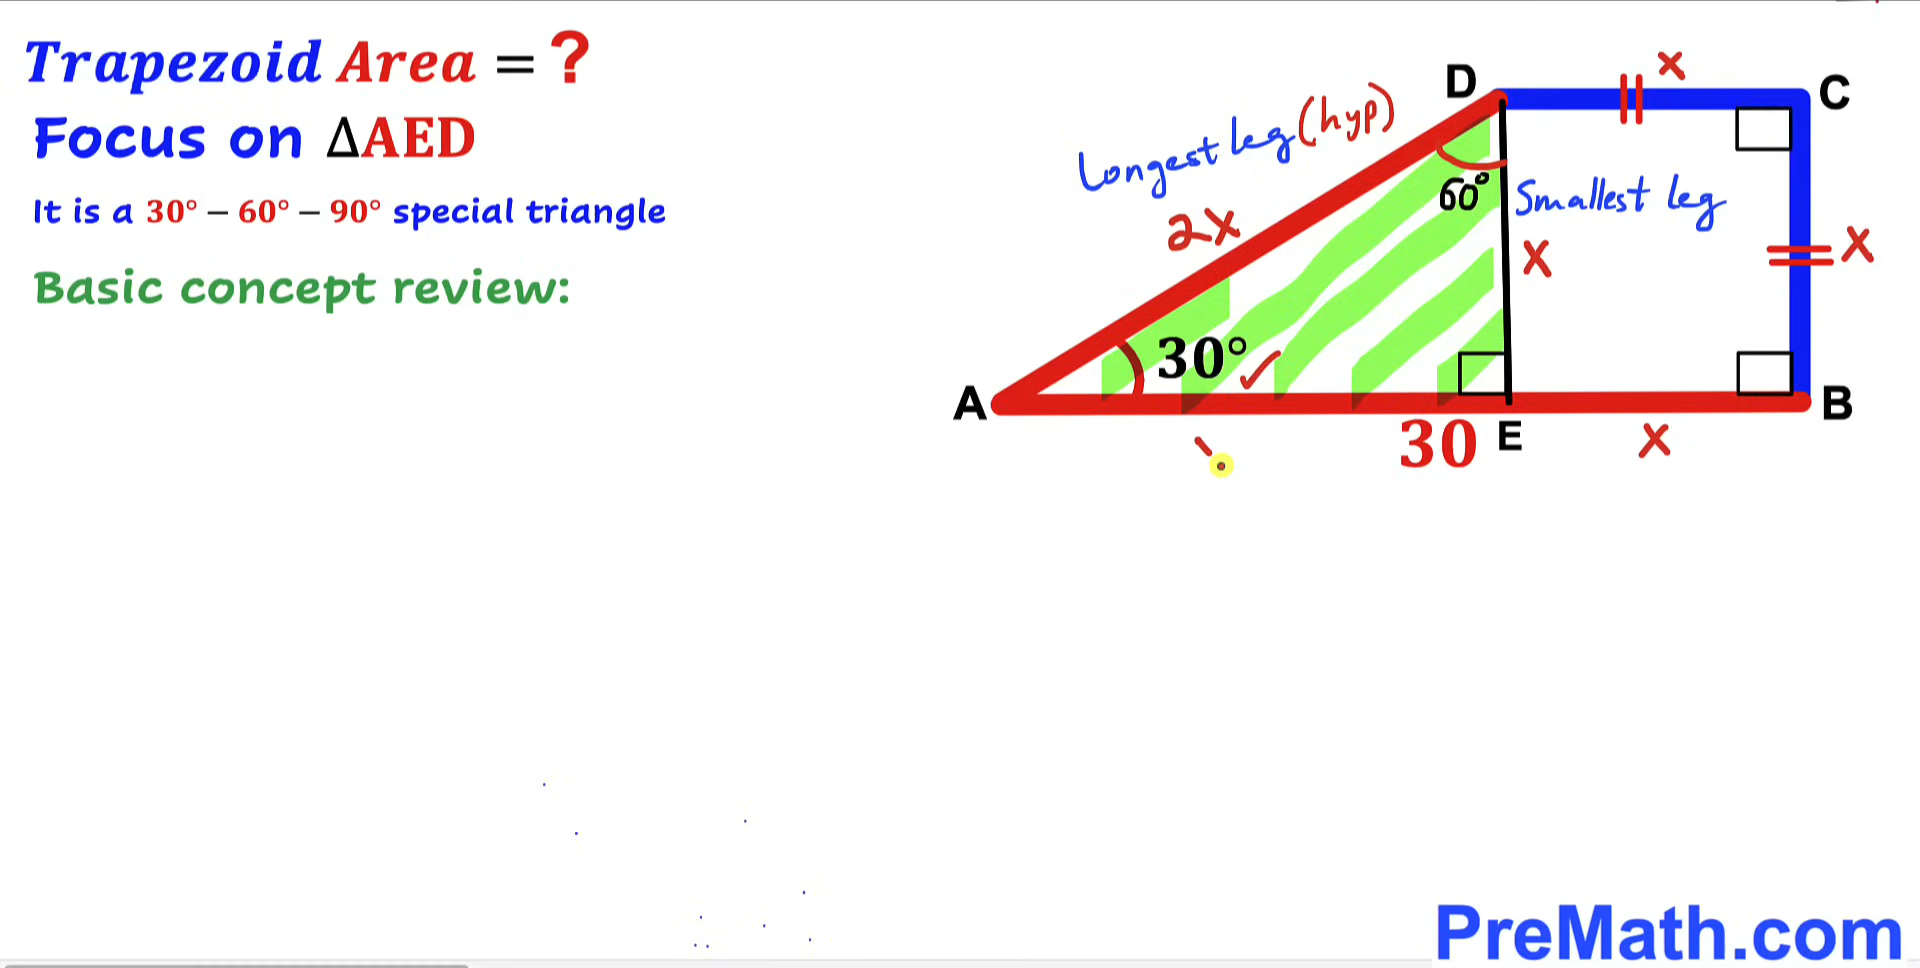 Trapezoid Area = ?
Focus on ΔAED
It is a 30° – 60° – 90° special triangle
Basic concept review:
D
x
C
Longest leg (hyp)
60°
Smallest leg
2x
x
x
30°
A
B
30
E
x
PreMath.com